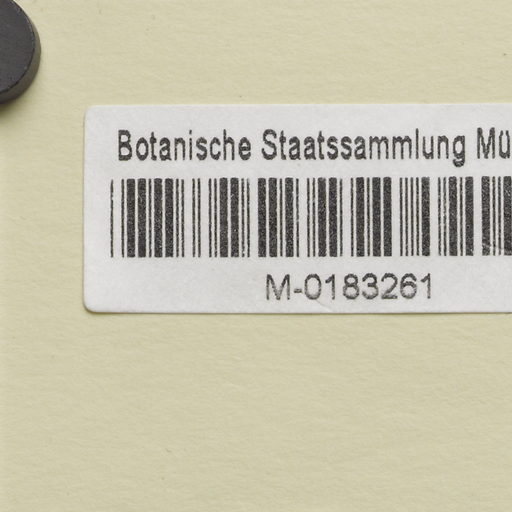 Botanische Staatssammlung Mü
M-0183261